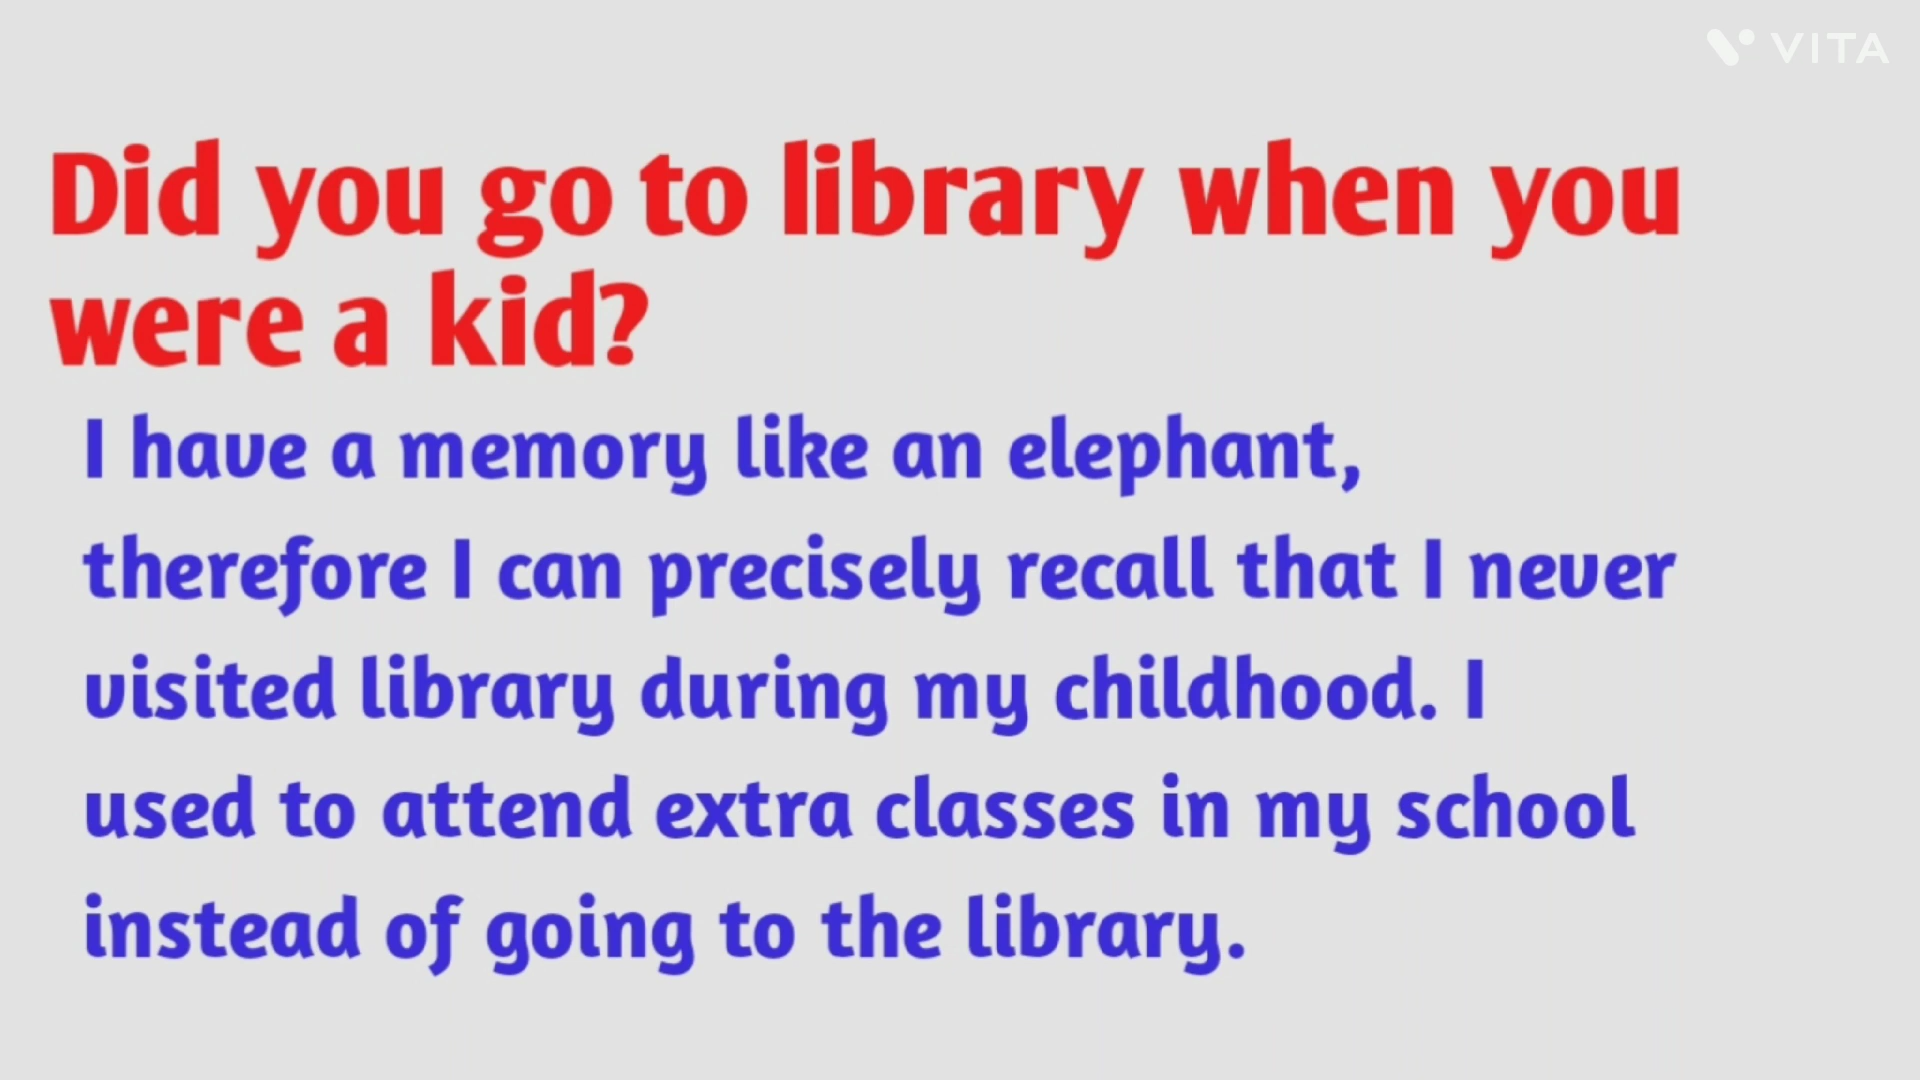 VITA
Did you go to library when you
were a kid?
I have a memory like an elephant,
therefore I can precisely recall that I never
visited library during my childhood. I
used to attend extra classes in my school
instead of going to the library.